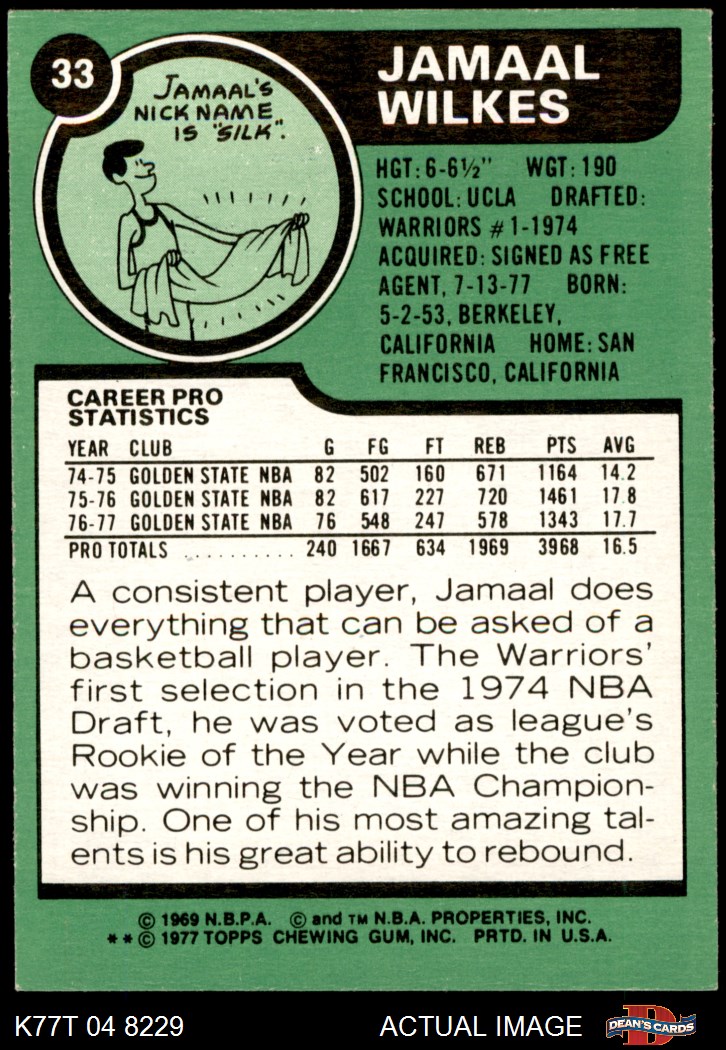 33
JAMAAL'S
NICKNAME
IS "SILK".
JAMAAL
WILKES
HGT: 6-6½" WGT: 190
SCHOOL: UCLA DRAFTED:
WARRIORS #1-1974
ACQUIRED: SIGNED AS FREE
AGENT, 7-13-77 BORN:
5-2-53, BERKELEY,
CALIFORNIA HOME: SAN
FRANCISCO, CALIFORNIA
CAREER PRO
STATISTICS
YEAR CLUB G FG FT REB PTS AVG
74-75 GOLDEN STATE NBA 82 502 160 671 1164 14.2
75-76 GOLDEN STATE NBA 82 617 227 720 1461 17.8
76-77 GOLDEN STATE NBA 76 548 247 578 1343 17.7
PRO TOTALS .......... 240 1667 634 1969 3968 16.5
A consistent player, Jamaal does
everything that can be asked of a
basketball player. The Warriors'
first selection in the 1974 NBA
Draft, he was voted as league's
Rookie of the Year while the club
was winning the NBA Champion-
ship. One of his most amazing tal-
ents is his great ability to rebound.
© 1969 N.B.P.A. © and TM N.B.A. PROPERTIES, INC.
** © 1977 TOPPS CHEWING GUM, INC. PRTD. IN U.S.A.
K77T 04 8229 ACTUAL IMAGE D DEAN'S CARDS